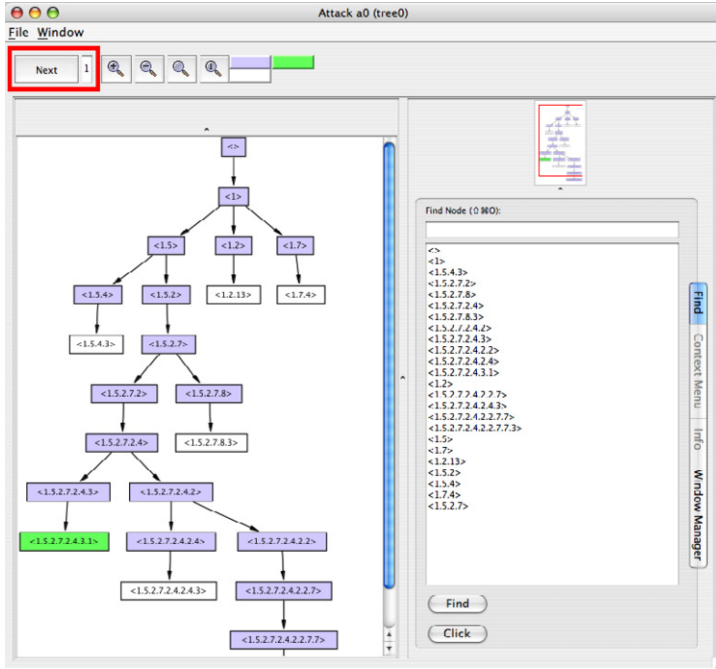 Attack a0 (tree0)
File Window
Next 1
<>
<1>
<1.5> <1.2> <1.7>
<1.5.4> <1.5.2> <1.2.13> <1.7.4>
<1.5.4.3> <1.5.2.7>
<1.5.2.7.2> <1.5.2.7.8>
<1.5.2.7.2.4> <1.5.2.7.8.3>
<1.5.2.7.2.4.3> <1.5.2.7.2.4.2>
<1.5.2.7.2.4.3.1> <1.5.2.7.2.4.2.4> <1.5.2.7.2.4.2.2>
<1.5.2.7.2.4.2.4.3> <1.5.2.7.2.4.2.2.7>
<1.5.2.7.2.4.2.2.7.7>
Find Node (⇧⌘O):
<>
<1>
<1.5.4.3>
<1.5.2.7.2>
<1.5.2.7.8>
<1.5.2.7.2.4>
<1.5.2.7.8.3>
<1.5.2.7.2.4.2>
<1.5.2.7.2.4.3>
<1.5.2.7.2.4.2.2>
<1.5.2.7.2.4.2.4>
<1.5.2.7.2.4.3.1>
<1.2>
<1.5.2.7.2.4.2.2.7>
<1.5.2.7.2.4.2.4.3>
<1.5.2.7.2.4.2.2.7.7>
<1.5.2.7.2.4.2.2.7.7.3>
<1.5>
<1.7>
<1.2.13>
<1.5.2>
<1.5.4>
<1.7.4>
<1.5.2.7>
Find
Click
Find
Context Menu
Info
Window Manager